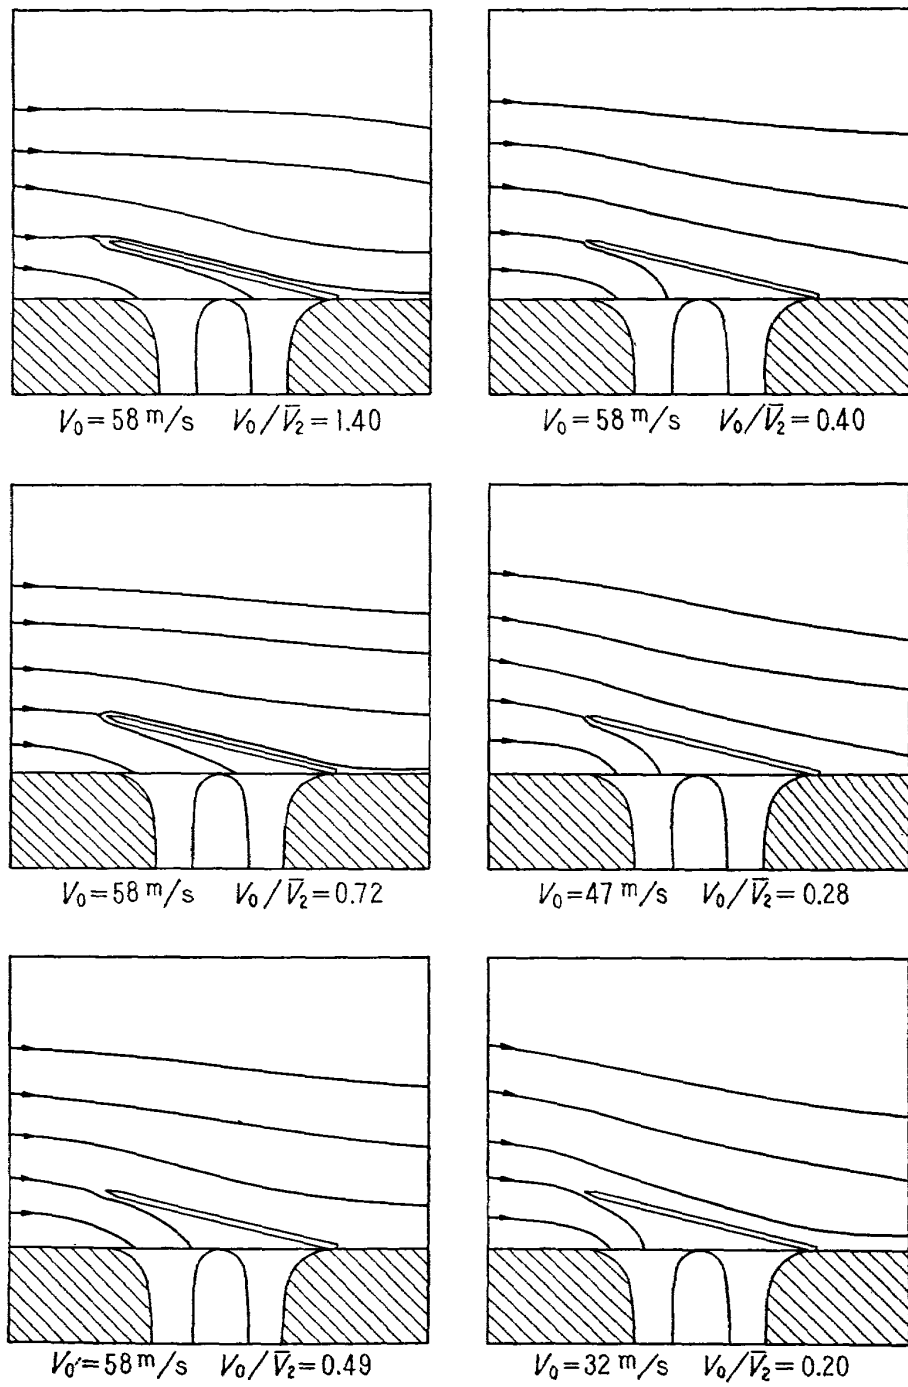 V₀=58 m/s V₀/V̄₂=1.40
V₀=58 m/s V₀/V̄₂=0.40
V₀=58 m/s V₀/V̄₂=0.72
V₀=47 m/s V₀/V̄₂=0.28
V₀=58 m/s V₀/V̄₂=0.49
V₀=32 m/s V₀/V̄₂=0.20